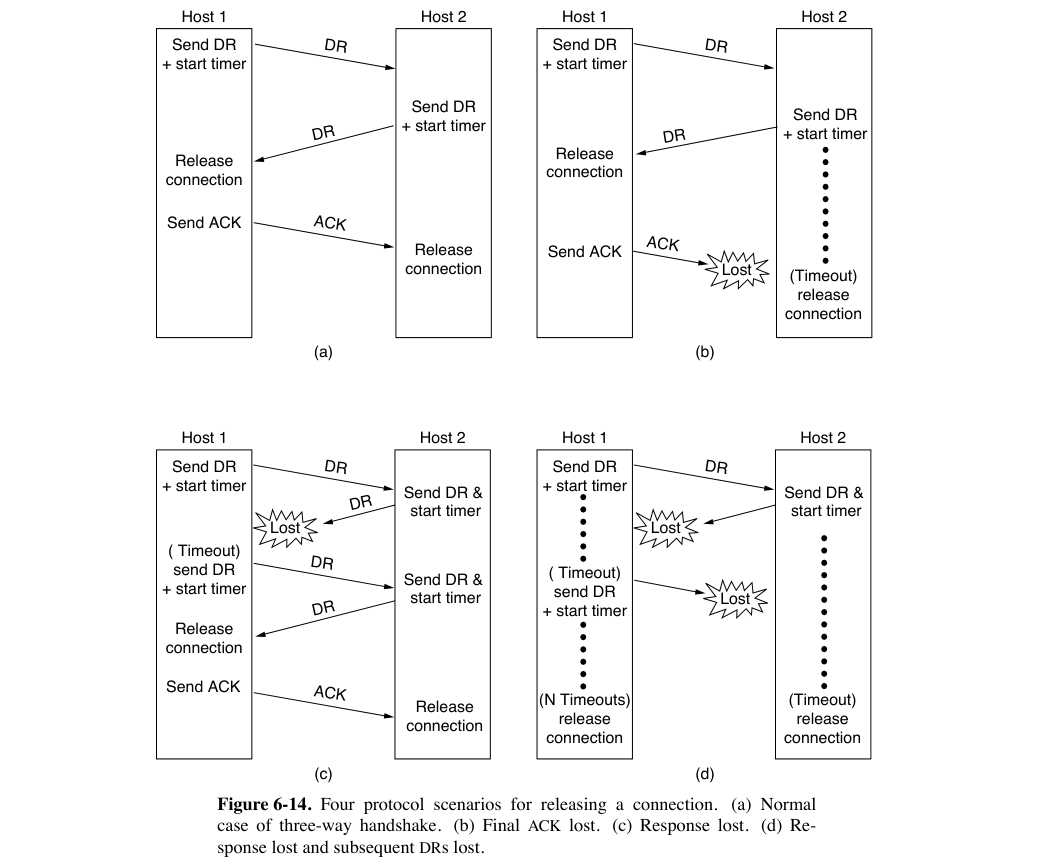 Host 1
Host 2
Send DR
+ start timer
DR
Send DR
+ start timer
DR
Release
connection
Send ACK
ACK
Release
connection
(a)
Host 1
Host 2
Send DR
+ start timer
DR
Send DR
+ start timer
DR
Release
connection
Send ACK
ACK
Lost
(Timeout)
release
connection
(b)
Host 1
Host 2
Send DR
+ start timer
DR
Send DR &
start timer
DR
Lost
( Timeout)
send DR
+ start timer
DR
Send DR &
start timer
DR
Release
connection
Send ACK
ACK
Release
connection
(c)
Host 1
Host 2
Send DR
+ start timer
DR
Send DR &
start timer
Lost
( Timeout)
send DR
+ start timer
Lost
(N Timeouts)
release
connection
(Timeout)
release
connection
(d)
Figure 6-14. Four protocol scenarios for releasing a connection. (a) Normal
case of three-way handshake. (b) Final ACK lost. (c) Response lost. (d) Re-
sponse lost and subsequent DRs lost.